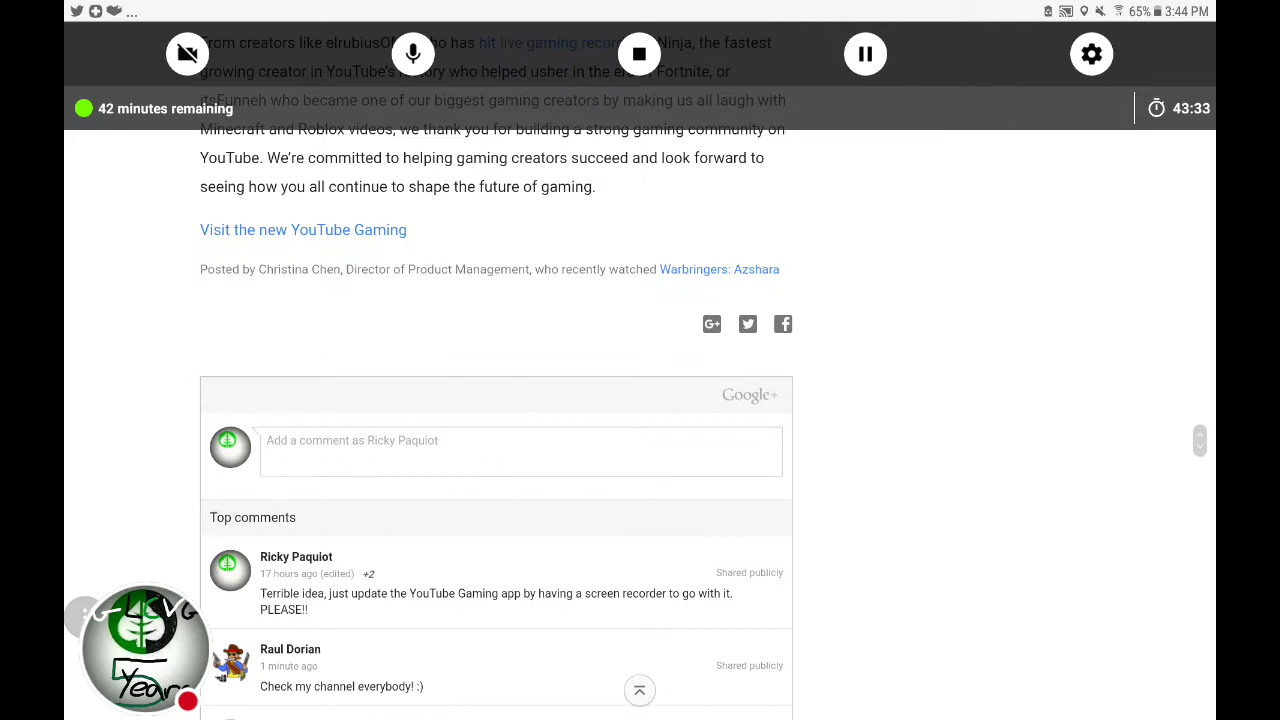 ...
65% 3:44 PM
From creators like elrubiusOM who has hit live gaming recor Ninja, the fastest
growing creator in YouTube's history who helped usher in the era of Fortnite, or
itsFunneh who became one of our biggest gaming creators by making us all laugh with
42 minutes remaining
43:33
Minecraft and Roblox videos, we thank you for building a strong gaming community on
YouTube. We're committed to helping gaming creators succeed and look forward to
seeing how you all continue to shape the future of gaming.
Visit the new YouTube Gaming
Posted by Christina Chen, Director of Product Management, who recently watched Warbringers: Azshara
G+
Google+
Add a comment as Ricky Paquiot
Top comments
Ricky Paquiot
17 hours ago (edited) +2
Shared publicly
Terrible idea, just update the YouTube Gaming app by having a screen recorder to go with it.
PLEASE!!
Raul Dorian
1 minute ago
Shared publicly
Check my channel everybody! :)
Years